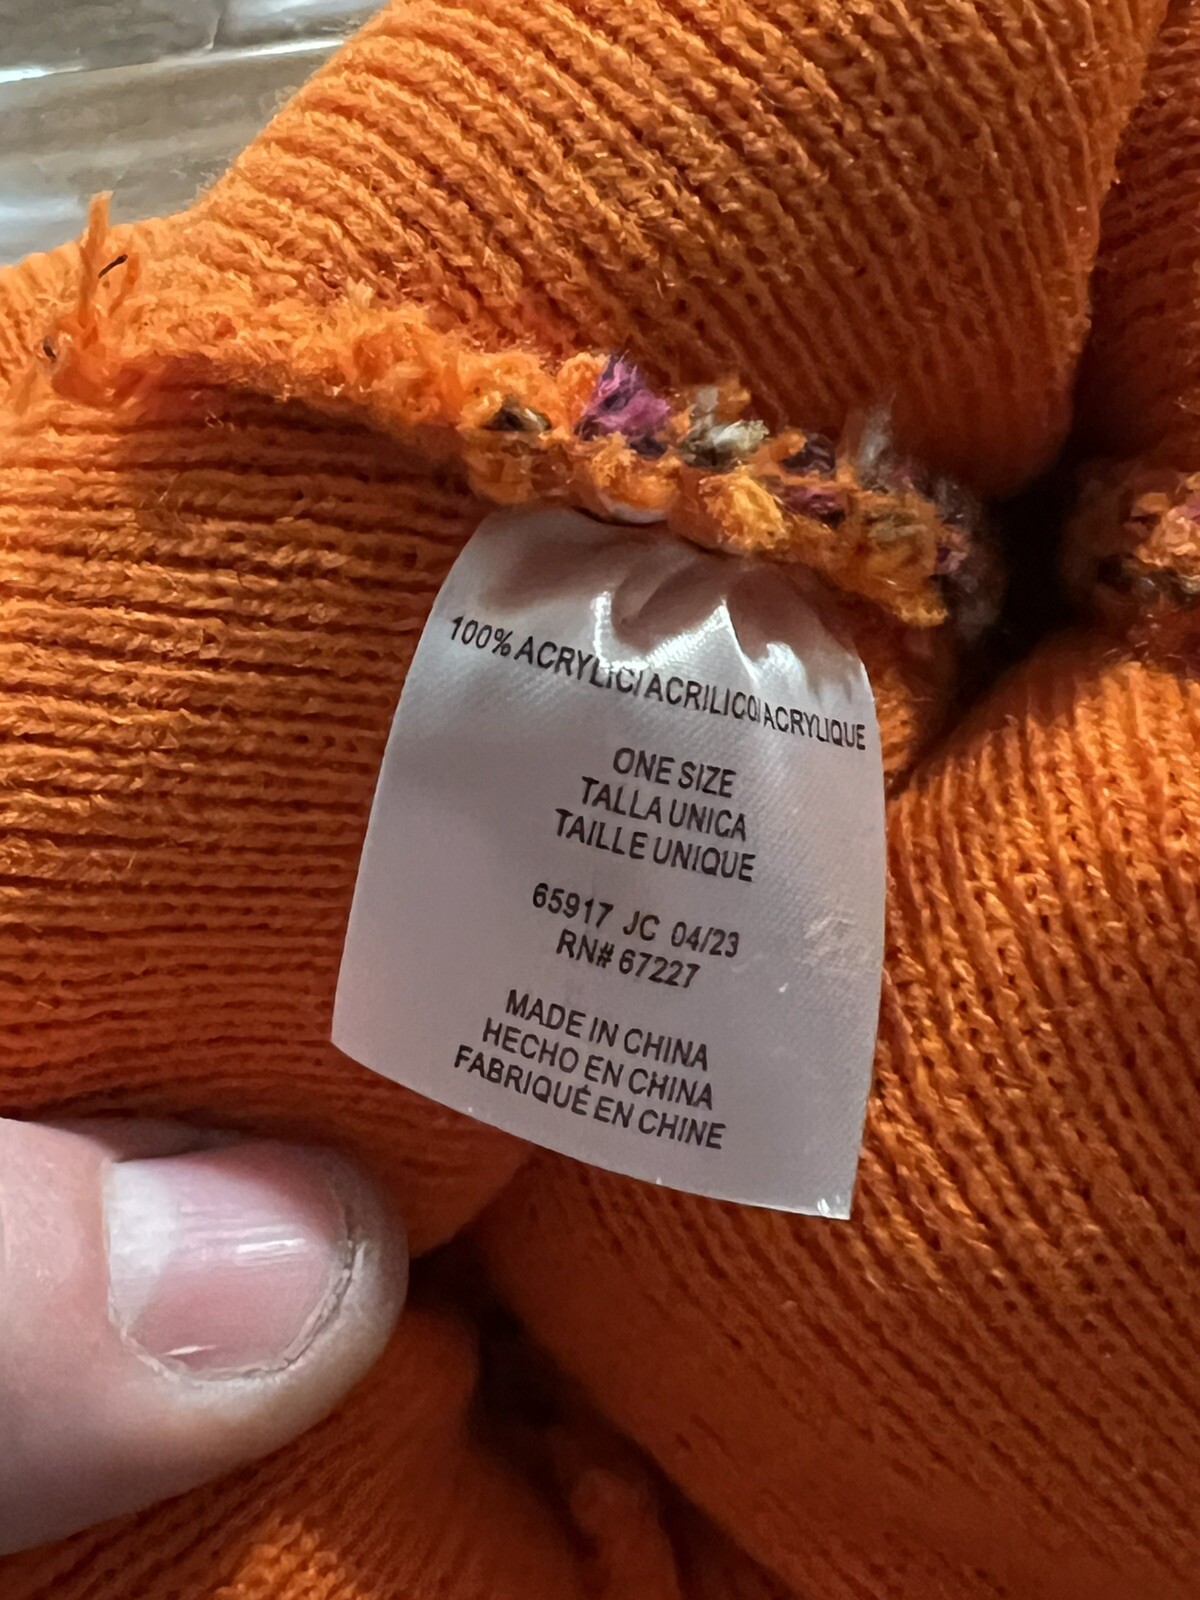 100% ACRYLIC/ACRILICO/ACRYLIQUE
ONE SIZE
TALLA UNICA
TAILLE UNIQUE
65917 JC 04/23
RN# 67227
MADE IN CHINA
HECHO EN CHINA
FABRIQUÉ EN CHINE